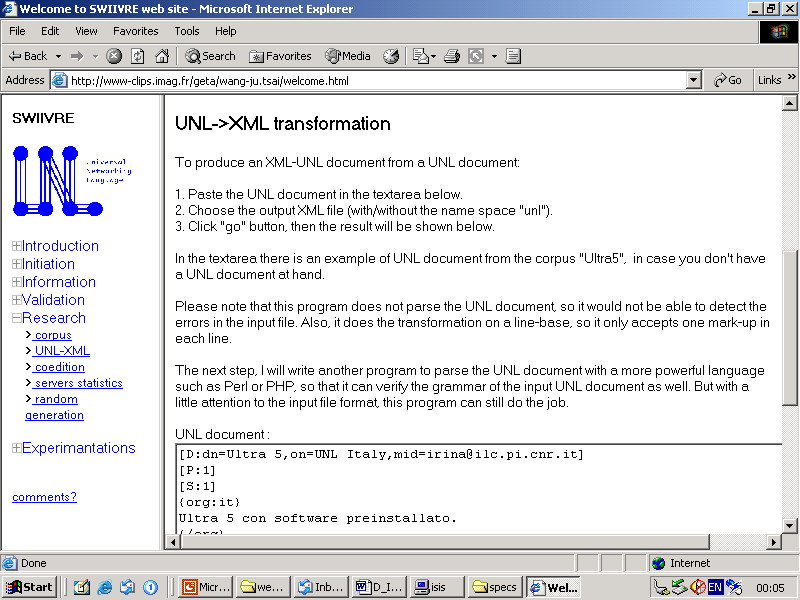 Welcome to SWIIVRE web site - Microsoft Internet Explorer
File Edit View Favorites Tools Help
Back Search Favorites Media
Address http://www-clips.imag.fr/geta/wang-ju.tsai/welcome.html Go Links »
SWIIVRE
Universal
Networking
Language
Introduction
Initiation
Information
Validation
Research
> corpus
> UNL-XML
> coedition
> servers statistics
> random
generation
Experimantations
comments?
UNL->XML transformation
To produce an XML-UNL document from a UNL document:
1. Paste the UNL document in the textarea below.
2. Choose the output XML file (with/without the name space "unl").
3. Click "go" button, then the result will be shown below.
In the textarea there is an example of UNL document from the corpus "Ultra5", in case you don't have
a UNL document at hand.
Please note that this program does not parse the UNL document, so it would not be able to detect the
errors in the input file. Also, it does the transformation on a line-base, so it only accepts one mark-up in
each line.
The next step, I will write another program to parse the UNL document with a more powerful language
such as Perl or PHP, so that it can verify the grammar of the input UNL document as well. But with a
little attention to the input file format, this program can still do the job.
UNL document :
[D:dn=Ultra 5,on=UNL Italy,mid=irina@ilc.pi.cnr.it]
[P:1]
[S:1]
{org:it}
Ultra 5 con software preinstallato.
{/org}
Done Internet
Start Micr... we... Inb... D_I... isis specs Wel... EN 00:05